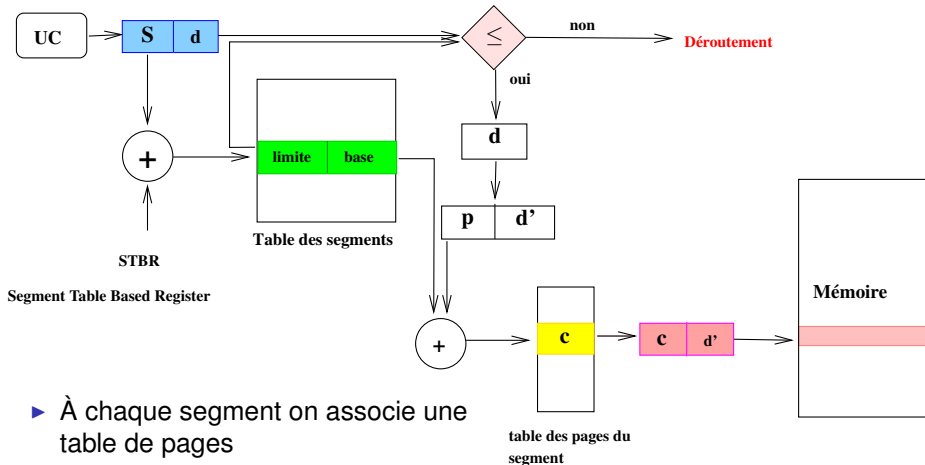 UC
S d
≤
non
Déroutement
oui
d
+
limite base
p d'
Table des segments
STBR
Segment Table Based Register
Mémoire
+
c
c d'
► À chaque segment on associe une
table de pages
table des pages du
segment